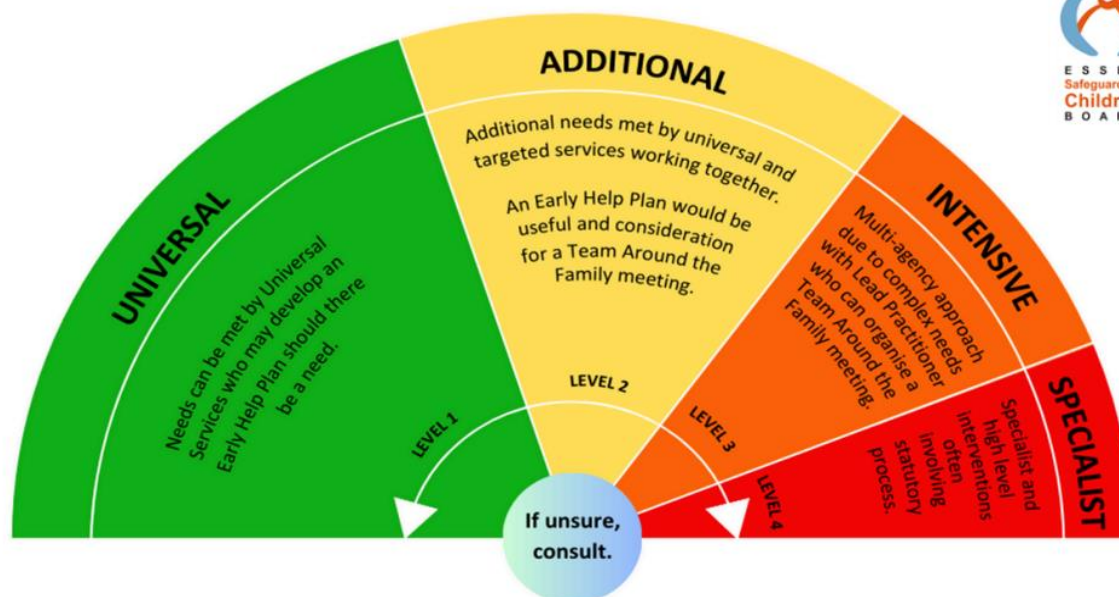 UNIVERSAL
Needs can be met by Universal
Services who may develop an
Early Help Plan should there
be a need.
LEVEL 1
ADDITIONAL
Additional needs met by universal and
targeted services working together.
An Early Help Plan would be
useful and consideration
for a Team Around the
Family meeting.
LEVEL 2
INTENSIVE
Multi-agency approach
due to complex needs
with Lead Practitioner
who can organise a
Team Around the
Family meeting.
LEVEL 3
SPECIALIST
Specialist and
high level
interventions
often
involving
statutory
process.
LEVEL 4
If unsure,
consult.